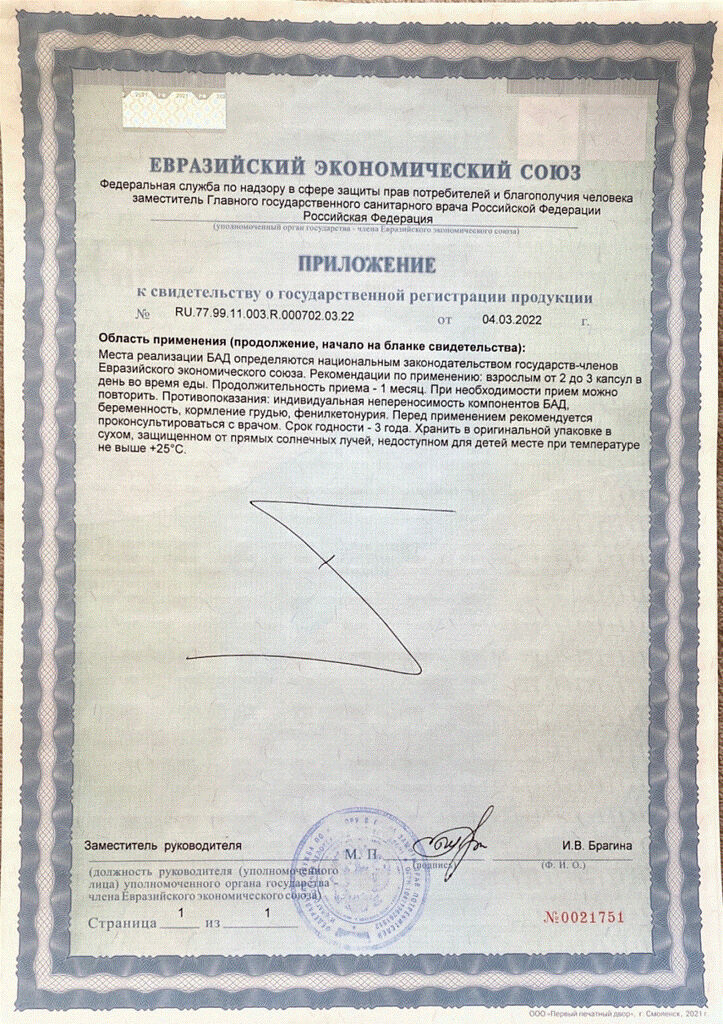 ЕВРАЗИЙСКИЙ ЭКОНОМИЧЕСКИЙ СОЮЗ
Федеральная служба по надзору в сфере защиты прав потребителей и благополучия человека
заместитель Главного государственного санитарного врача Российской Федерации
Российская Федерация
(уполномоченный орган государства - члена Евразийского экономического союза)
ПРИЛОЖЕНИЕ
к свидетельству о государственной регистрации продукции
№ RU.77.99.11.003.R.000702.03.22 от 04.03.2022 г.
Область применения (продолжение, начало на бланке свидетельства):
Места реализации БАД определяются национальным законодательством государств-членов
Евразийского экономического союза. Рекомендации по применению: взрослым от 2 до 3 капсул в
день во время еды. Продолжительность приема - 1 месяц. При необходимости прием можно
повторить. Противопоказания: индивидуальная непереносимость компонентов БАД,
беременность, кормление грудью, фенилкетонурия. Перед применением рекомендуется
проконсультироваться с врачом. Срок годности - 3 года. Хранить в оригинальной упаковке в
сухом, защищенном от прямых солнечных лучей, недоступном для детей месте при температуре
не выше +25°С.
Заместитель руководителя
И.В. Брагина
М. П.
(подпись)
(Ф. И. О.)
(должность руководителя (уполномоченного
лица) уполномоченного органа государства -
члена Евразийского экономического союза)
Страница 1 из 1
№0021751
ООО «Первый печатный двор», г. Смоленск, 2021 г.